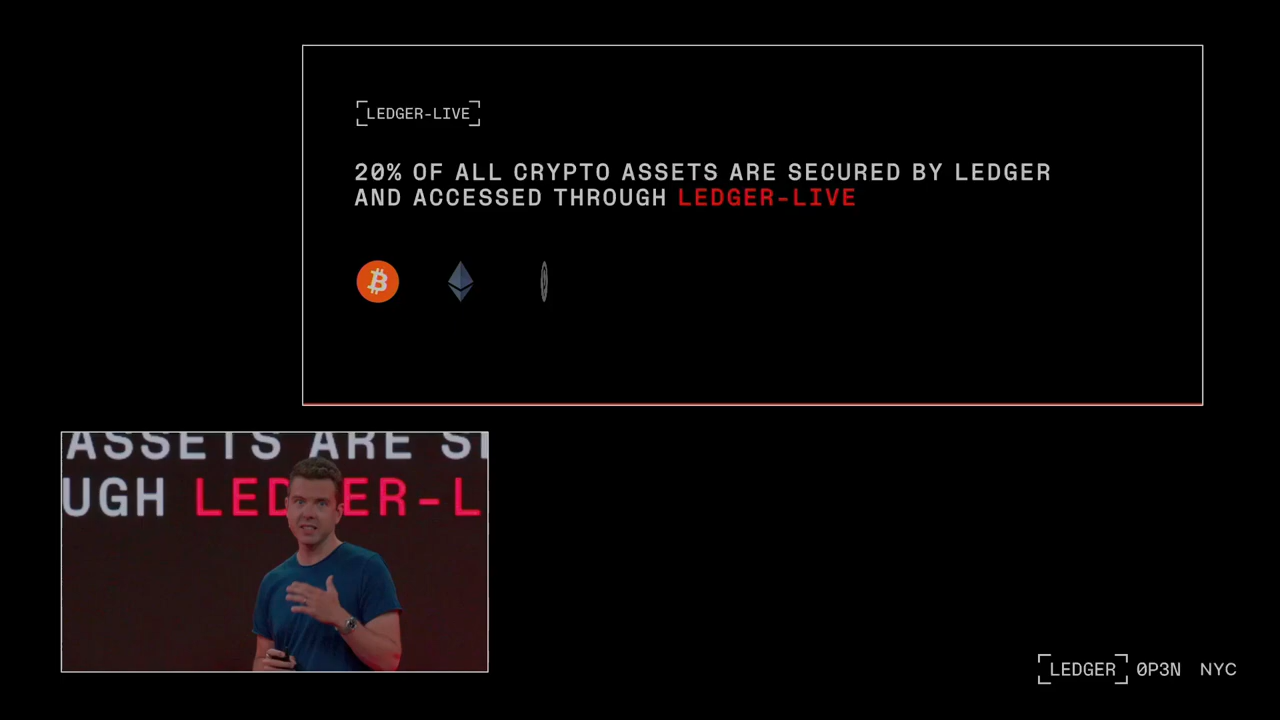 LEDGER-LIVE
20% OF ALL CRYPTO ASSETS ARE SECURED BY LEDGER
AND ACCESSED THROUGH LEDGER-LIVE
ASSETS ARE
UGH LEDGER-L
LEDGER 0P3N NYC